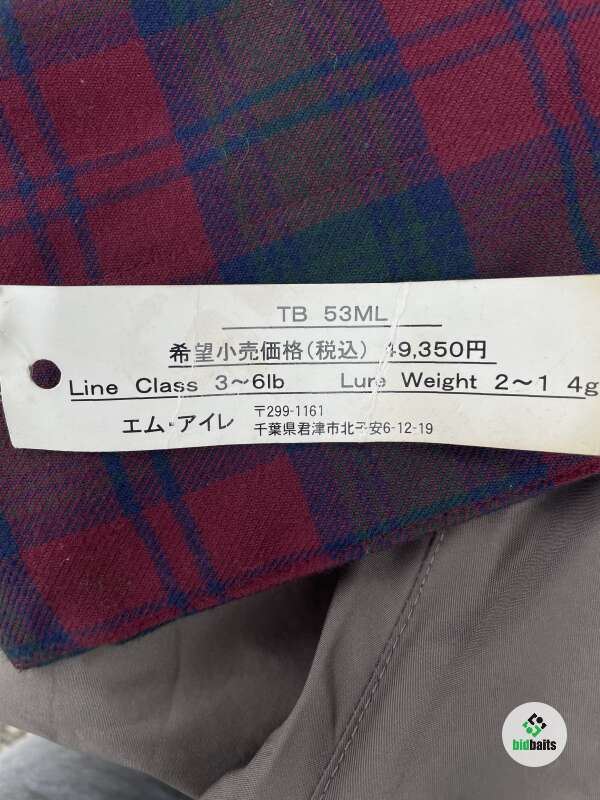 TB 53ML
希望小売価格(税込) 49,350円
Line Class 3～6lb Lure Weight 2～14g
エム・アイレ
〒299-1161
千葉県君津市北子安6-12-19
bidbaits